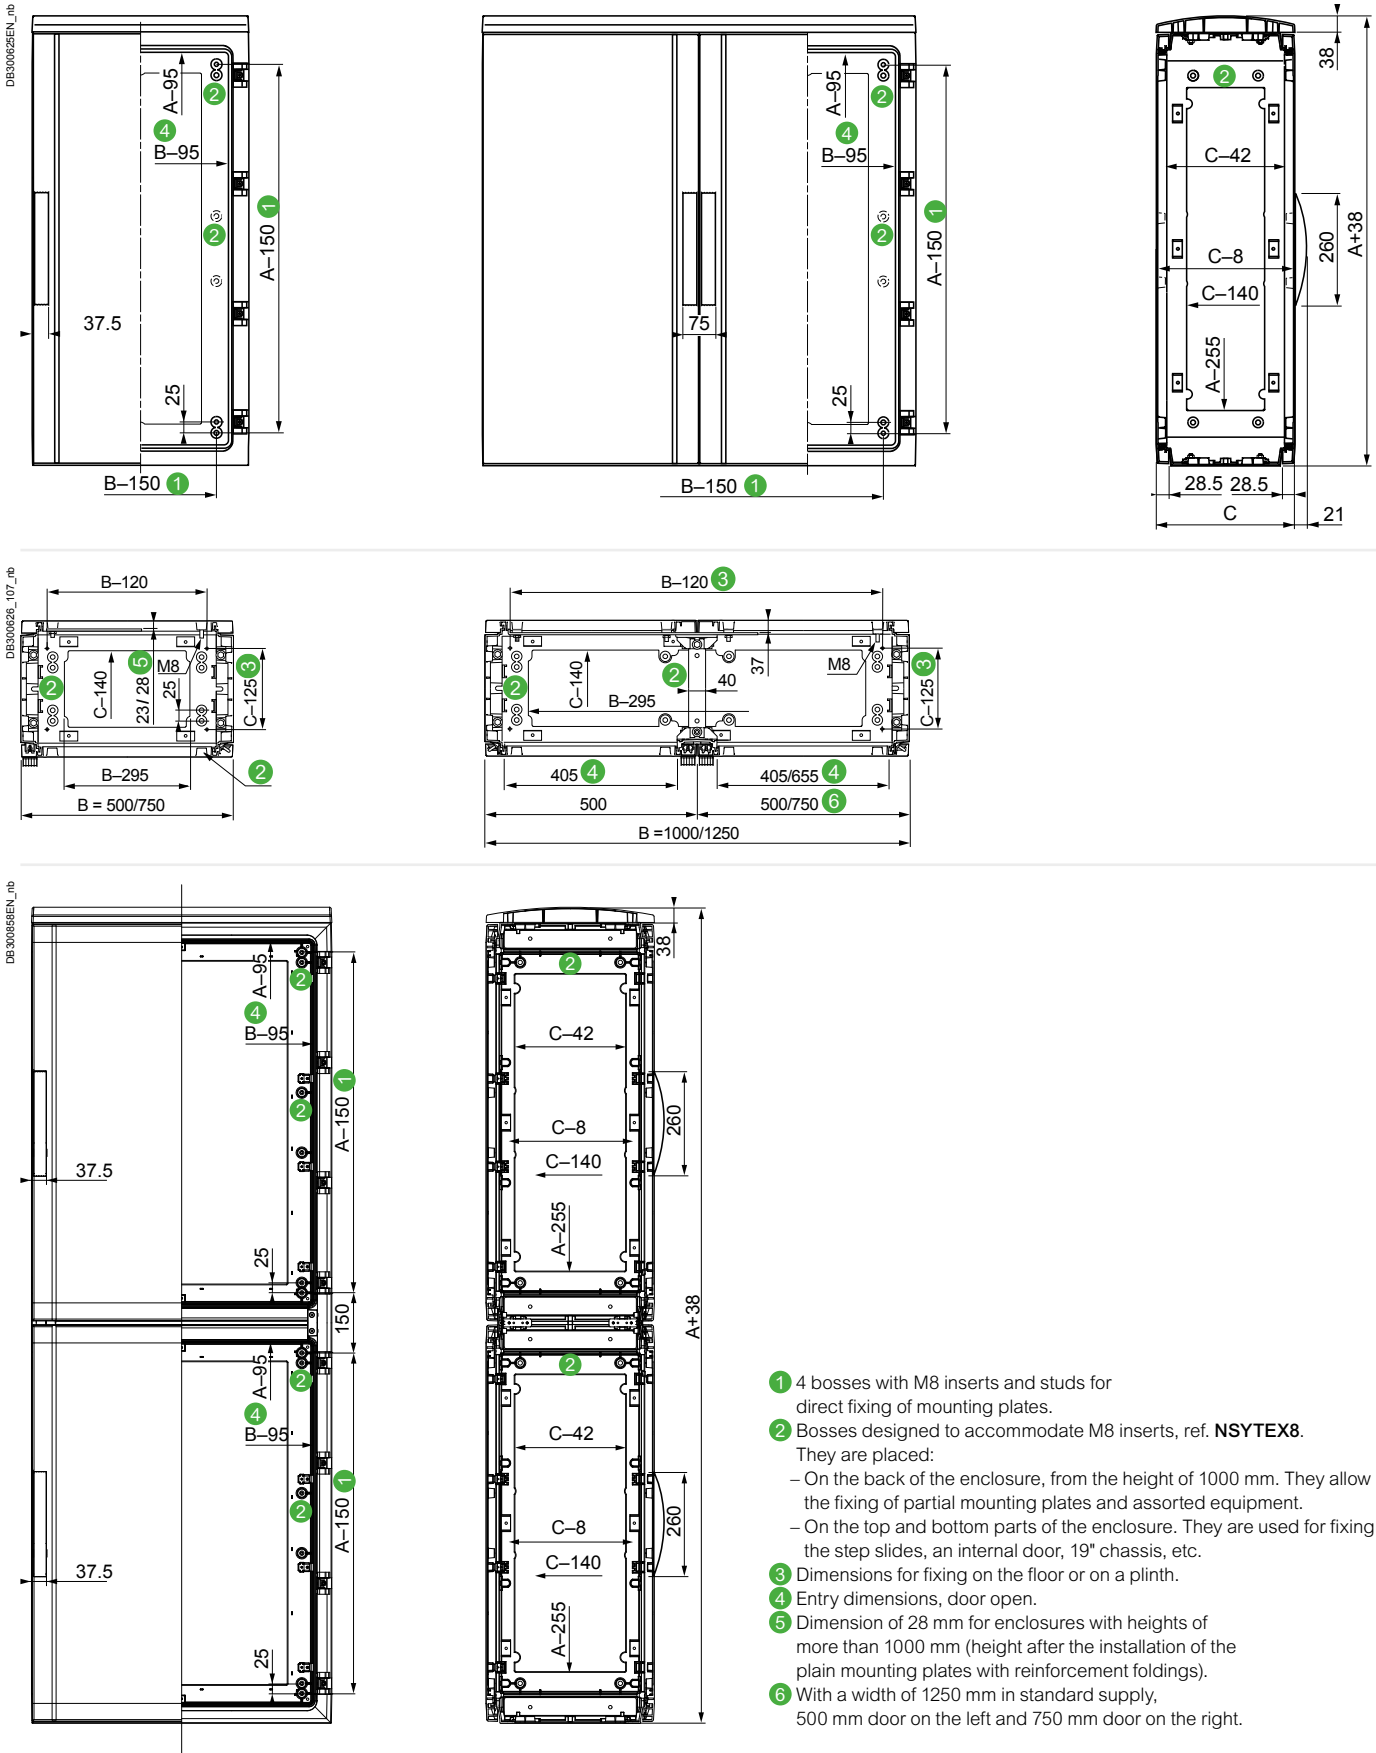 DB300625EN_nb
A–95
2
4
B–95
A–150 1
2
37.5
25
B–150 1
A–95
2
4
B–95
A–150 1
2
75
25
B–150 1
38
2
C–42
A+38
260
C–8
C–140
A–255
28.5 28.5
C
21
DB300626_107_nb
B–120
5
M8
3
2
C–140
23/ 28
25
C–125
B–295
2
B = 500/750
B–120 3
2
37
M8
3
2
C–140
40
B–295
C–125
405 4
405/655 4
500
500/750 6
B =1000/1250
DB300858EN_nb
A–95
2
4
B–95
A–150 1
2
37.5
25
150
A–95
2
4
B–95
A–150 1
2
37.5
25
38
2
C–42
260
C–8
C–140
A–255
A+38
2
C–42
260
C–8
C–140
A–255
1 4 bosses with M8 inserts and studs for
direct fixing of mounting plates.
2 Bosses designed to accommodate M8 inserts, ref. NSYTEX8.
They are placed:
– On the back of the enclosure, from the height of 1000 mm. They allow
the fixing of partial mounting plates and assorted equipment.
– On the top and bottom parts of the enclosure. They are used for fixing
the step slides, an internal door, 19" chassis, etc.
3 Dimensions for fixing on the floor or on a plinth.
4 Entry dimensions, door open.
5 Dimension of 28 mm for enclosures with heights of
more than 1000 mm (height after the installation of the
plain mounting plates with reinforcement foldings).
6 With a width of 1250 mm in standard supply,
500 mm door on the left and 750 mm door on the right.